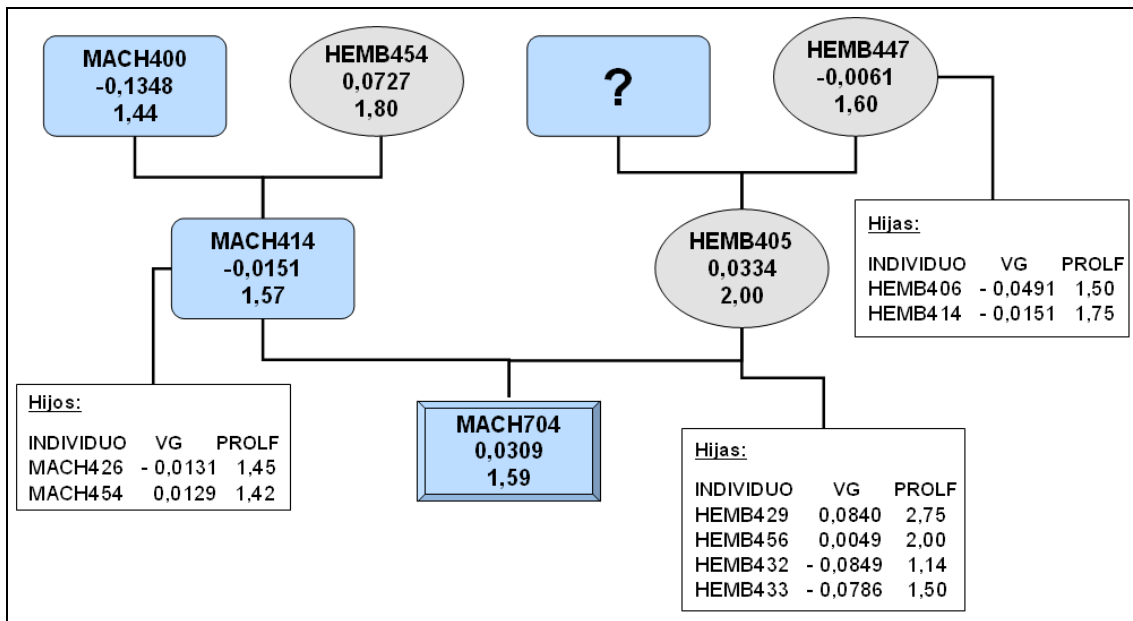 MACH400
-0,1348
1,44
HEMB454
0,0727
1,80
?
HEMB447
-0,0061
1,60
MACH414
-0,0151
1,57
HEMB405
0,0334
2,00
Hijas:
INDIVIDUO VG PROLF
HEMB406 - 0,0491 1,50
HEMB414 - 0,0151 1,75
Hijos:
INDIVIDUO VG PROLF
MACH426 - 0,0131 1,45
MACH454 0,0129 1,42
MACH704
0,0309
1,59
Hijas:
INDIVIDUO VG PROLF
HEMB429 0,0840 2,75
HEMB456 0,0049 2,00
HEMB432 - 0,0849 1,14
HEMB433 - 0,0786 1,50